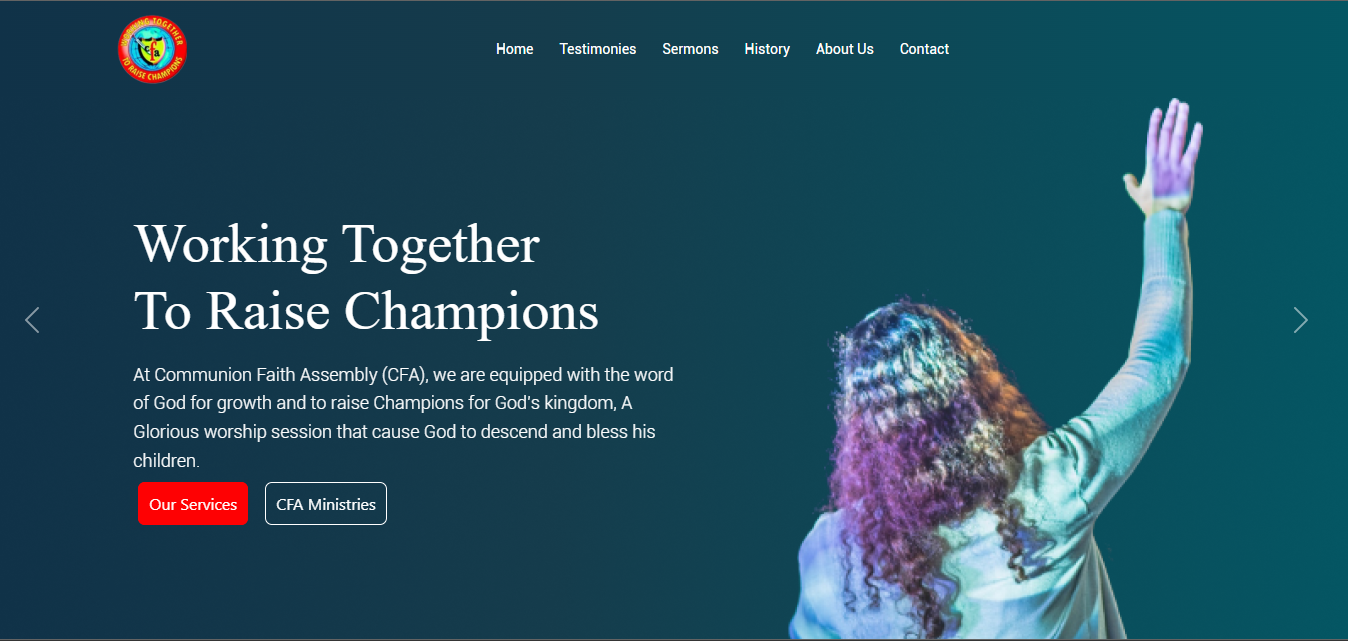 WORKING TOGETHER
cfa
TO RAISE CHAMPIONS
Home Testimonies Sermons History About Us Contact
Working Together
To Raise Champions
At Communion Faith Assembly (CFA), we are equipped with the word
of God for growth and to raise Champions for God's kingdom, A
Glorious worship session that cause God to descend and bless his
children.
Our Services CFA Ministries